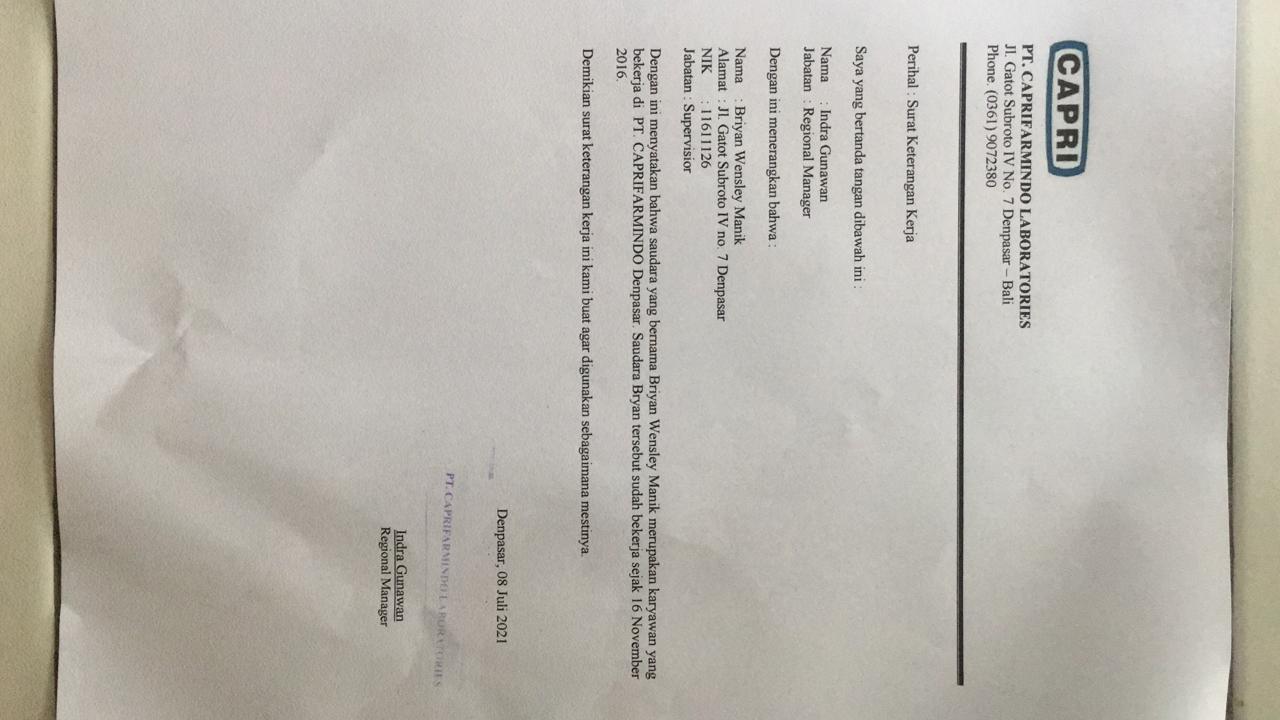 CAPRI
PT. CAPRIFARMINDO LABORATORIES
Jl. Gatot Subroto IV No. 7 Denpasar – Bali
Phone. (0361) 9072380
Perihal : Surat Keterangan Kerja
Saya yang bertanda tangan dibawah ini :
Nama : Indra Gunawan
Jabatan : Regional Manager
Dengan ini menerangkan bahwa :
Nama : Briyan Wensley Manik
Alamat : Jl. Gatot Subroto IV no. 7 Denpasar
NIK : 11611126
Jabatan : Supervisior
Dengan ini menyatakan bahwa saudara yang bernama Briyan Wensley Manik merupakan karyawan yang
bekerja di PT. CAPRIFARMINDO Denpasar. Saudara Bryan tersebut sudah bekerja sejak 16 November
2016.
Demikian surat keterangan kerja ini kami buat agar digunakan sebagaimana mestinya.
Denpasar, 08 Juli 2021
PT. CAPRIFARMINDO LABORATORIES
Indra Gunawan
Regional Manager